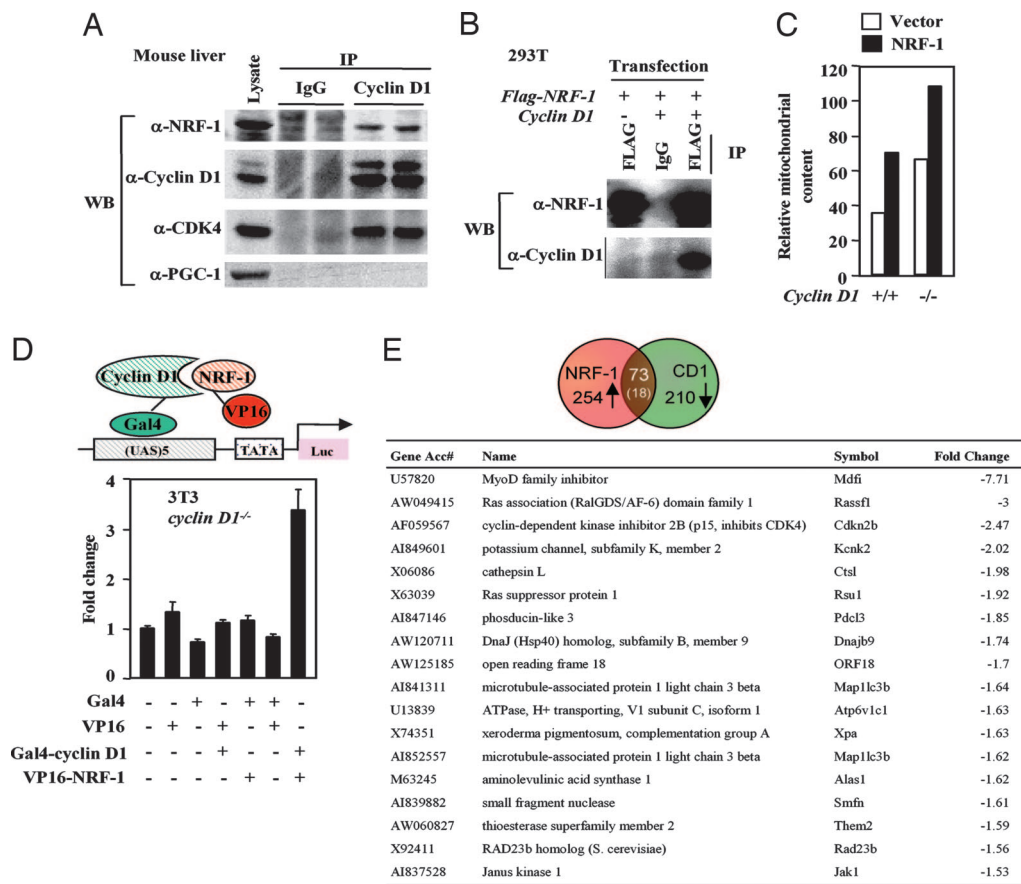 A
Mouse liver
Lysate
IP
IgG
Cyclin D1
WB
α-NRF-1
α-Cyclin D1
α-CDK4
α-PGC-1
B
293T
Transfection
Flag-NRF-1 + + +
Cyclin D1 - + +
FLAG IgG FLAG
IP
WB
α-NRF-1
α-Cyclin D1
C
Vector
NRF-1
Relative mitochondrial content
120
100
80
60
40
20
0
Cyclin D1 +/+ -/-
D
Cyclin D1 NRF-1
VP16
Gal4
(UAS)5 TATA Luc
3T3
cyclin D1-/-
Fold change
4
3
2
1
0
Gal4 - - + - + + -
VP16 - + - + - + -
Gal4-cyclin D1 - - - + - - +
VP16-NRF-1 - - - - + - +
E
NRF-1 73 CD1
254 (18) 210
Gene Acc# Name Symbol Fold Change
U57820 MyoD family inhibitor Mdfi -7.71
AW049415 Ras association (RalGDS/AF-6) domain family 1 Rassf1 -3
AF059567 cyclin-dependent kinase inhibitor 2B (p15, inhibits CDK4) Cdkn2b -2.47
AI849601 potassium channel, subfamily K, member 2 Kcnk2 -2.02
X06086 cathepsin L Ctsl -1.98
X63039 Ras suppressor protein 1 Rsu1 -1.92
AI847146 phosducin-like 3 Pdcl3 -1.85
AW120711 DnaJ (Hsp40) homolog, subfamily B, member 9 Dnajb9 -1.74
AW125185 open reading frame 18 ORF18 -1.7
AI841311 microtubule-associated protein 1 light chain 3 beta Map1lc3b -1.64
U13839 ATPase, H+ transporting, V1 subunit C, isoform 1 Atp6v1c1 -1.63
X74351 xeroderma pigmentosum, complementation group A Xpa -1.63
AI852557 microtubule-associated protein 1 light chain 3 beta Map1lc3b -1.62
M63245 aminolevulinic acid synthase 1 Alas1 -1.62
AI839882 small fragment nuclease Smfn -1.61
AW060827 thioesterase superfamily member 2 Them2 -1.59
X92411 RAD23b homolog (S. cerevisiae) Rad23b -1.56
AI837528 Janus kinase 1 Jak1 -1.53